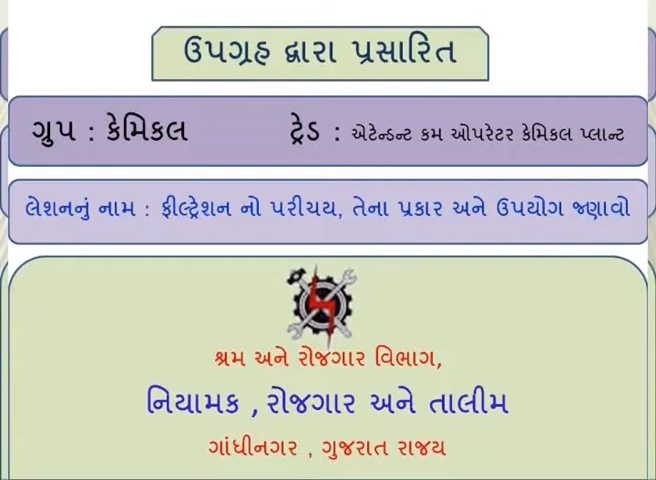 ઉપગ્રહ દ્વારા પ્રસારિત
ગ્રુપ : કેમિકલ ટ્રેડ : એટેન્ડન્ટ કમ ઓપરેટર કેમિકલ પ્લાન્ટ
લેશનનું નામ : ફીલ્ટ્રેશન નો પરીચય, તેના પ્રકાર અને ઉપયોગ જણાવો
શ્રમ અને રોજગાર વિભાગ,
નિયામક , રોજગાર અને તાલીમ
ગાંધીનગર , ગુજરાત રાજય